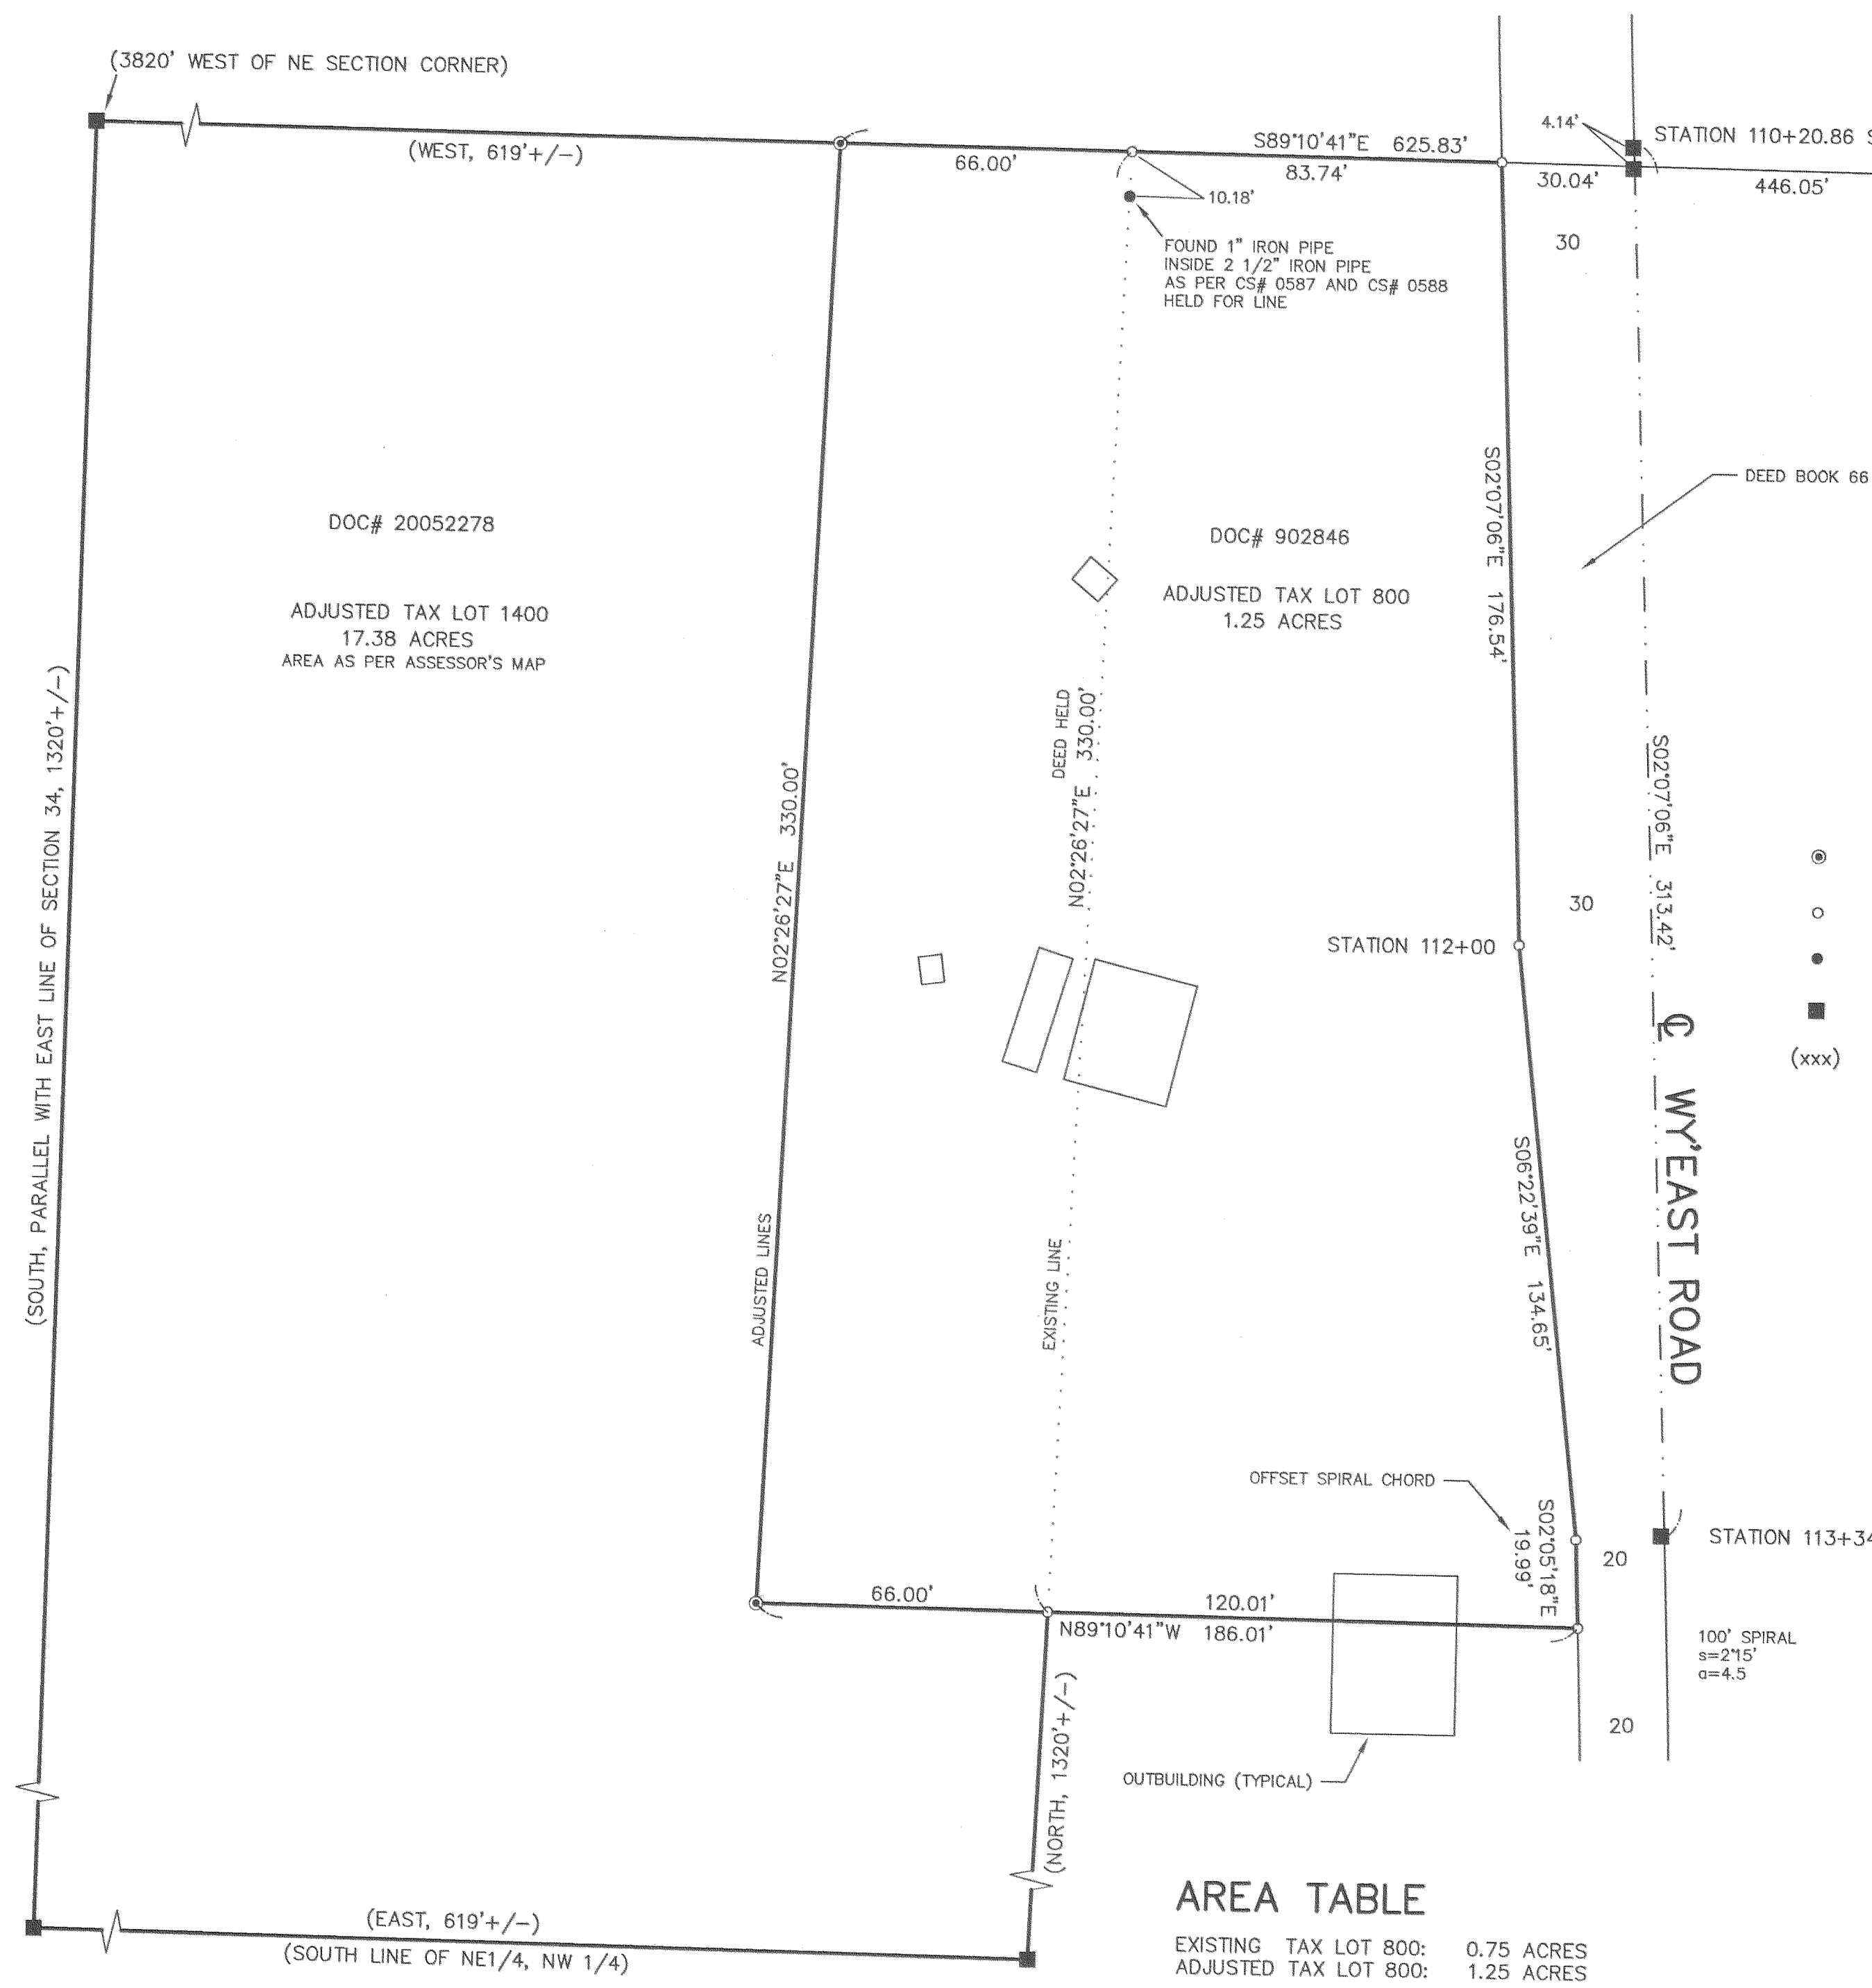 (3820' WEST OF NE SECTION CORNER)
4.14'
STATION 110+20.86
S89°10'41"E 625.83'
(WEST, 619'+/-)
66.00'
83.74'
30.04'
446.05'
10.18'
30
FOUND 1" IRON PIPE
INSIDE 2 1/2" IRON PIPE
AS PER CS# 0587 AND CS# 0588
HELD FOR LINE
S02°07'06"E 176.54'
DEED BOOK 66
DOC# 20052278
DOC# 902846
ADJUSTED TAX LOT 1400
17.38 ACRES
AREA AS PER ASSESSOR'S MAP
ADJUSTED TAX LOT 800
1.25 ACRES
(SOUTH, PARALLEL WITH EAST LINE OF SECTION 34, 1320'+/-)
N02°26'27"E 330.00'
DEED HELD
N02°26'27"E 330.00'
S02°07'06"E 313.42'
30
STATION 112+00
(xxx)
℄ WY'EAST ROAD
S06°22'39"E 134.65'
ADJUSTED LINES
EXISTING LINE
OFFSET SPIRAL CHORD
S02°05'18"E
19.99'
20
STATION 113+34
66.00'
120.01'
N89°10'41"W 186.01'
100' SPIRAL
s=2°15'
a=4.5
20
(NORTH, 1320'+/-)
OUTBUILDING (TYPICAL)
(EAST, 619'+/-)
(SOUTH LINE OF NE1/4, NW 1/4)
AREA TABLE
EXISTING TAX LOT 800: 0.75 ACRES
ADJUSTED TAX LOT 800: 1.25 ACRES